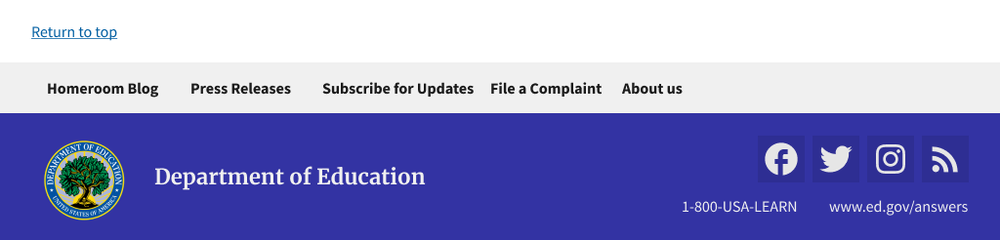 Return to top
Homeroom Blog Press Releases Subscribe for Updates File a Complaint About us
DEPARTMENT OF EDUCATION
UNITED STATES OF AMERICA
Department of Education
1-800-USA-LEARN www.ed.gov/answers